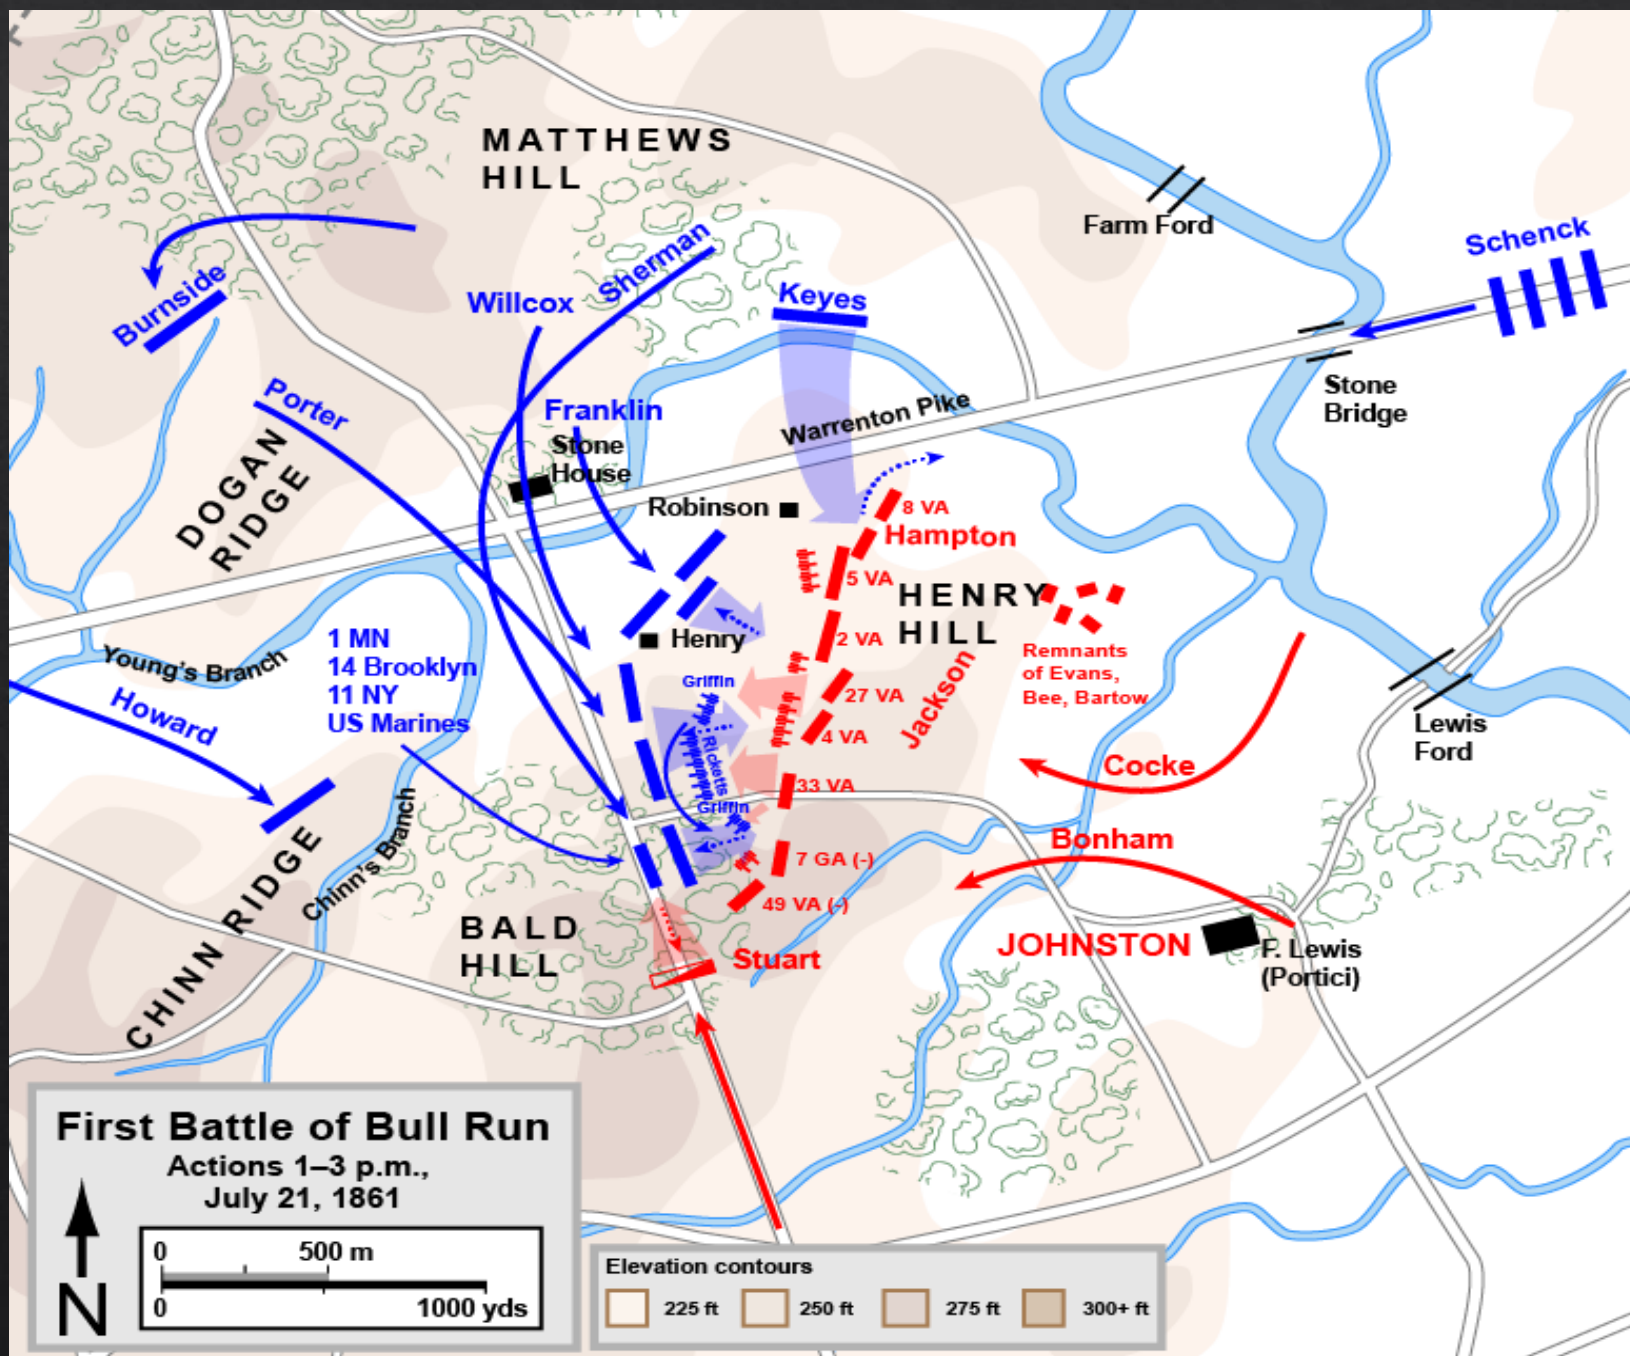 MATTHEWS
HILL
Farm Ford
Schenck
Burnside
Willcox
Sherman
Keyes
Stone
Bridge
Porter
Franklin
Stone
House
Warrenton Pike
DOGAN
RIDGE
Robinson
8 VA
Hampton
5 VA
HENRY
HILL
2 VA
Henry
Remnants
of Evans,
Bee, Bartow
Young's Branch
1 MN
14 Brooklyn
11 NY
US Marines
Howard
Griffin
27 VA
Jackson
4 VA
Lewis
Ford
Ricketts
Cocke
33 VA
Griffin
Bonham
Chinn's Branch
7 GA (-)
49 VA (-)
CHINN RIDGE
BALD
HILL
Stuart
JOHNSTON
F. Lewis
(Portici)
First Battle of Bull Run
Actions 1–3 p.m.,
July 21, 1861
0 500 m
0 1000 yds
N
Elevation contours
225 ft 250 ft 275 ft 300+ ft